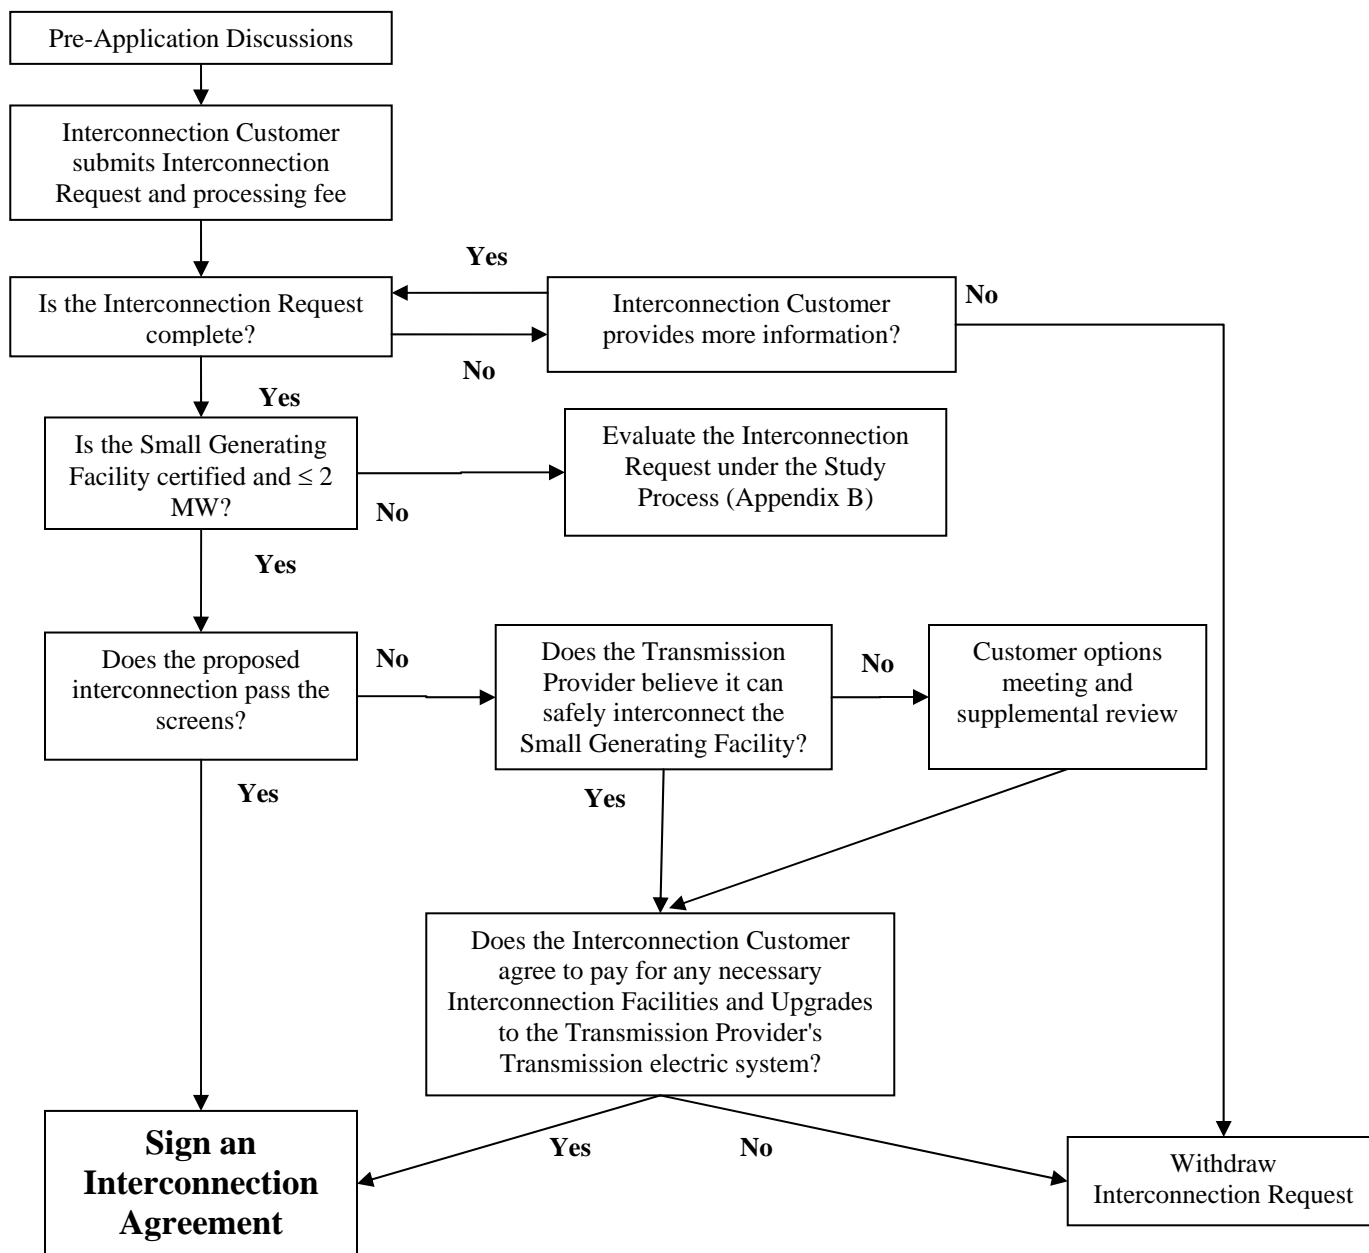 Pre-Application Discussions
Interconnection Customer
submits Interconnection
Request and processing fee
Yes
Is the Interconnection Request
complete?
Interconnection Customer
provides more information?
No
No
Yes
Is the Small Generating
Facility certified and ≤ 2
MW?
No
Evaluate the Interconnection
Request under the Study
Process (Appendix B)
Yes
Does the proposed
interconnection pass the
screens?
No
Does the Transmission
Provider believe it can
safely interconnect the
Small Generating Facility?
No
Customer options
meeting and
supplemental review
Yes
Yes
Does the Interconnection Customer
agree to pay for any necessary
Interconnection Facilities and Upgrades
to the Transmission Provider's
Transmission electric system?
Yes
No
Sign an
Interconnection
Agreement
Withdraw
Interconnection Request